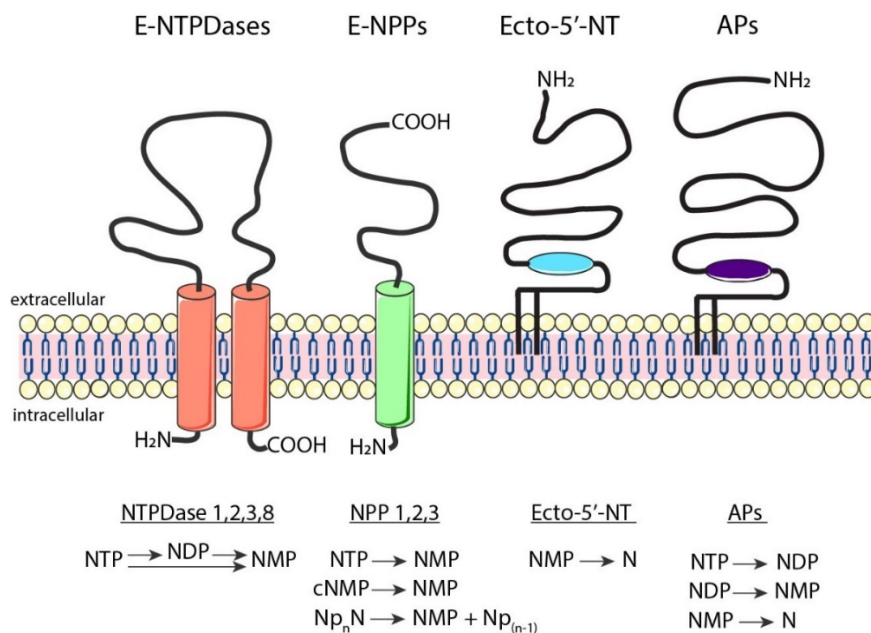 E-NTPDases E-NPPs Ecto-5'-NT APs
NH₂ NH₂
COOH
extracellular
intracellular
H₂N COOH H₂N
NTPDase 1,2,3,8 NPP 1,2,3 Ecto-5'-NT APs
NTP → NDP → NMP NTP → NMP NMP → N NTP → NDP
cNMP → NMP NDP → NMP
NpₙN → NMP + Np₍ₙ₋₁₎ NMP → N